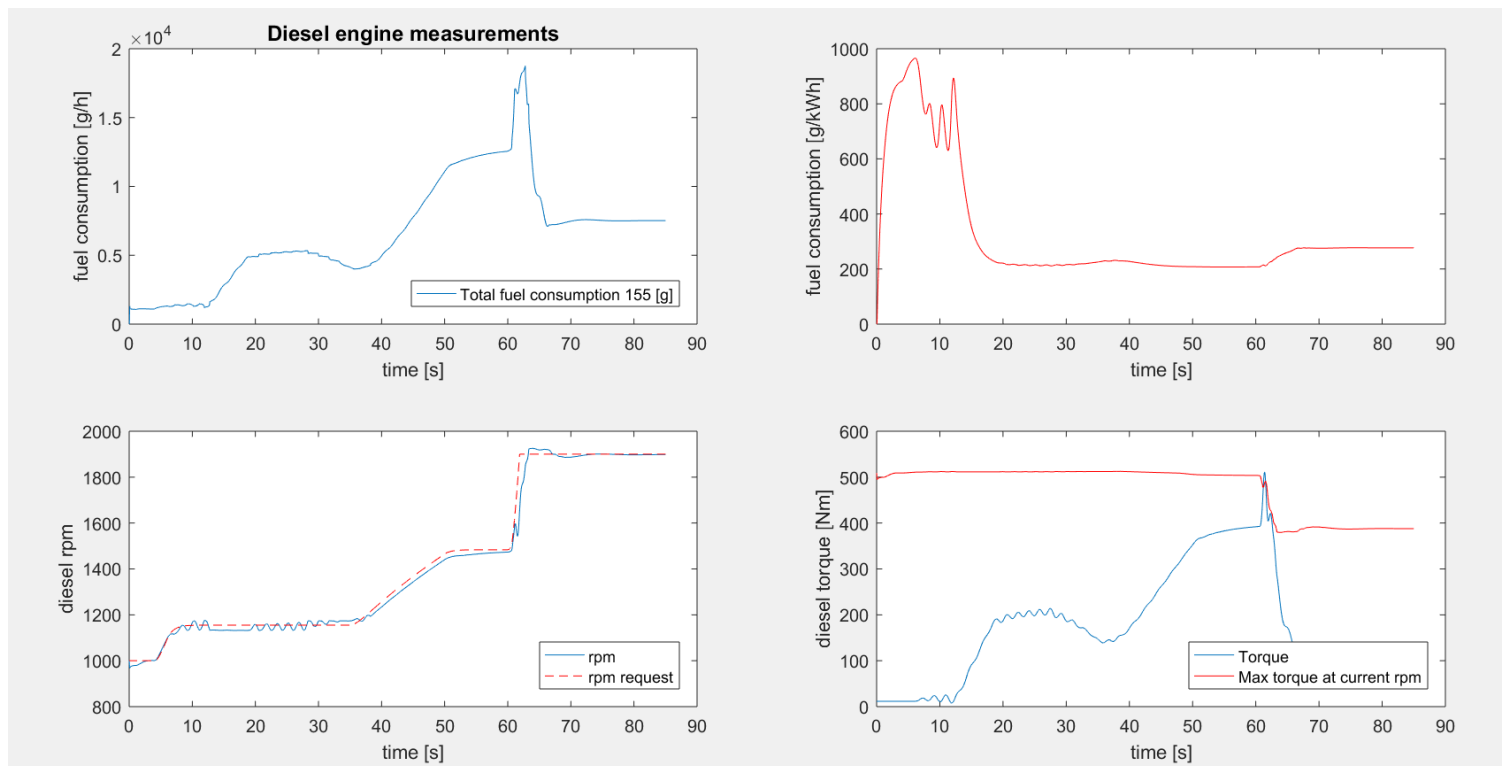 Diesel engine measurements
×10⁴
2
1.5
1
0.5
0
fuel consumption [g/h]
Total fuel consumption 155 [g]
0 10 20 30 40 50 60 70 80 90
time [s]
1000
800
600
400
200
0
fuel consumption [g/kWh]
0 10 20 30 40 50 60 70 80 90
time [s]
2000
1800
1600
1400
1200
1000
800
diesel rpm
rpm
rpm request
0 10 20 30 40 50 60 70 80 90
time [s]
600
500
400
300
200
100
0
diesel torque [Nm]
Torque
Max torque at current rpm
0 10 20 30 40 50 60 70 80 90
time [s]